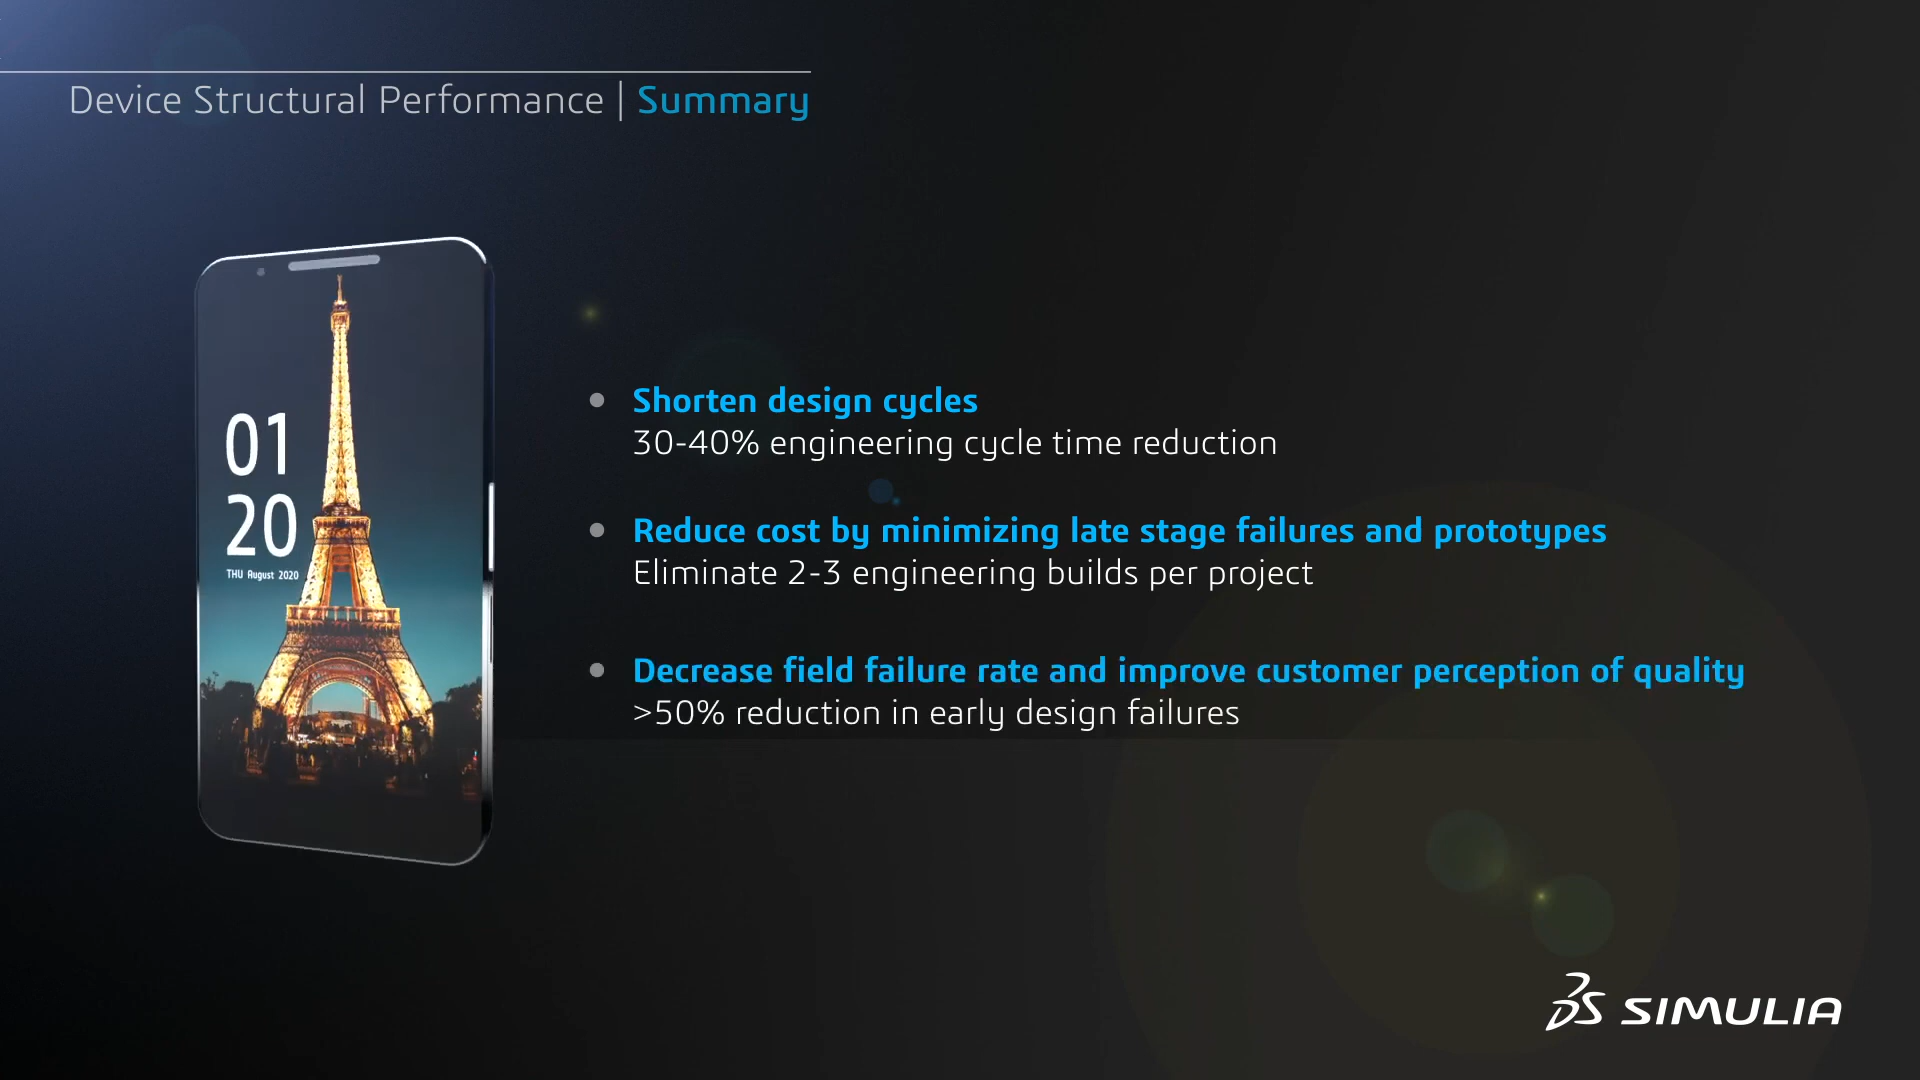 Device Structural Performance | Summary
01
20
THU August 2020
Shorten design cycles
30-40% engineering cycle time reduction
Reduce cost by minimizing late stage failures and prototypes
Eliminate 2-3 engineering builds per project
Decrease field failure rate and improve customer perception of quality
>50% reduction in early design failures
3DS SIMULIA